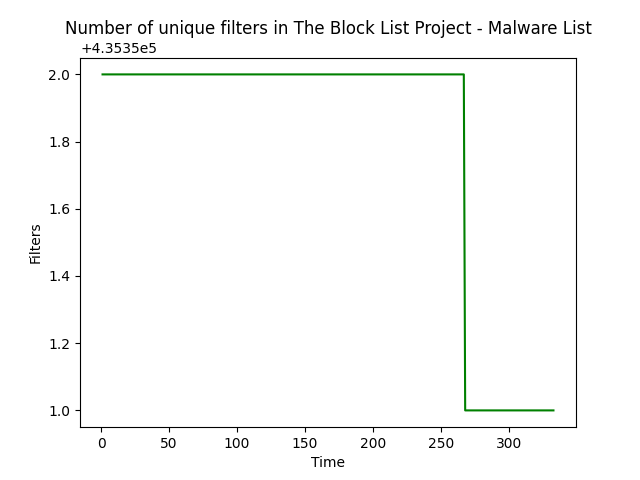 Number of unique filters in The Block List Project - Malware List
+4.3535e5
2.0
1.8
1.6
1.4
1.2
1.0
Filters
0 50 100 150 200 250 300
Time